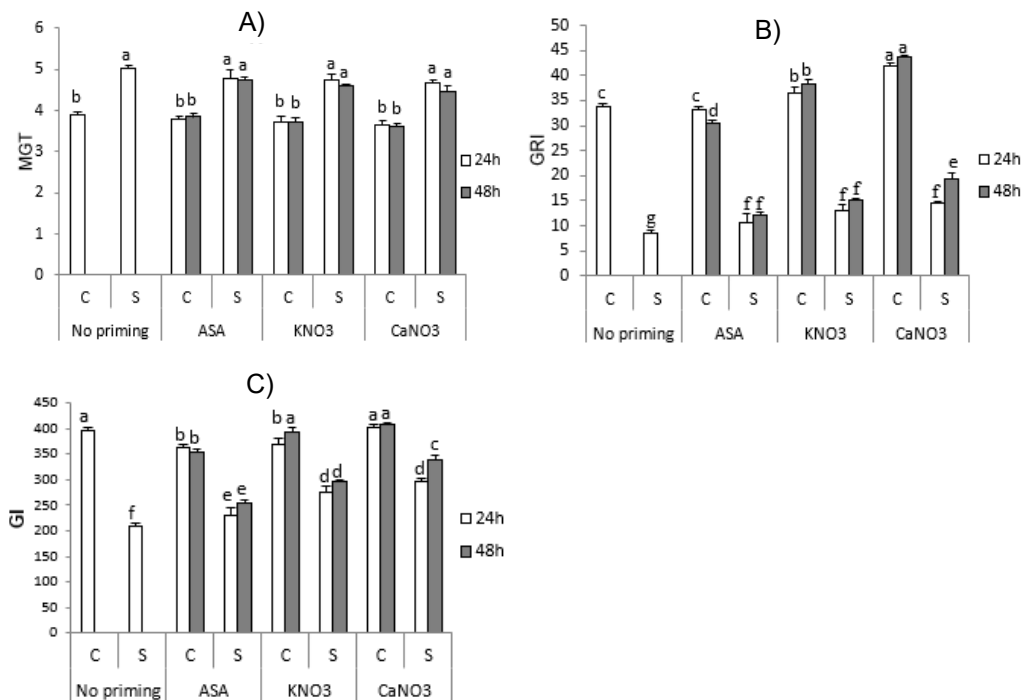 A)
6
5
4
3
2
1
0
MGT
b a b b a a b b a a b b a a
C S C S C S C S
No priming ASA KNO3 CaNO3
24h
48h
B)
50
45
40
35
30
25
20
15
10
5
0
GRI
c g c d f f b b f f a a f e
C S C S C S C S
No priming ASA KNO3 CaNO3
24h
48h
C)
450
400
350
300
250
200
150
100
50
0
GI
a f b b e e b a d d a a d c
C S C S C S C S
No priming ASA KNO3 CaNO3
24h
48h